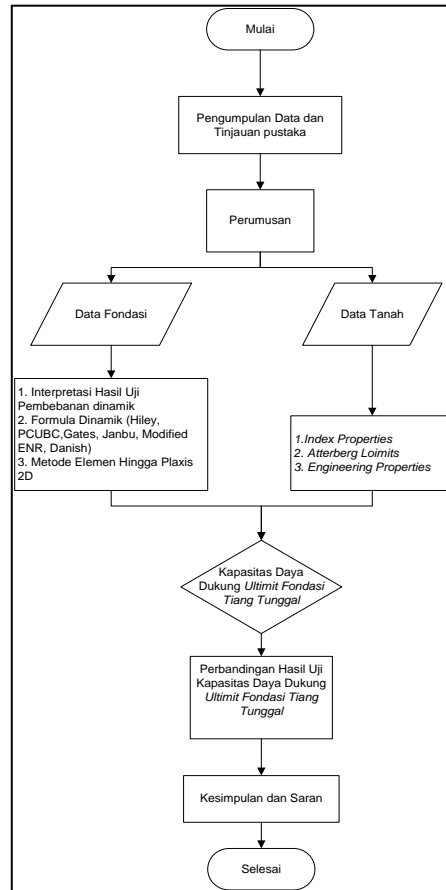 Mulai
Pengumpulan Data dan
Tinjauan pustaka
Perumusan
Data Fondasi
Data Tanah
1. Interpretasi Hasil Uji
Pembebanan dinamik
2. Formula Dinamik (Hiley,
PCUBC,Gates, Janbu, Modified
ENR, Danish)
3. Metode Elemen Hingga Plaxis
2D
1.Index Properties
2. Atterberg Loimits
3. Engineering Properties
Kapasitas Daya
Dukung Ultimit Fondasi
Tiang Tunggal
Perbandingan Hasil Uji
Kapasitas Daya Dukung
Ultimit Fondasi Tiang
Tunggal
Kesimpulan dan Saran
Selesai